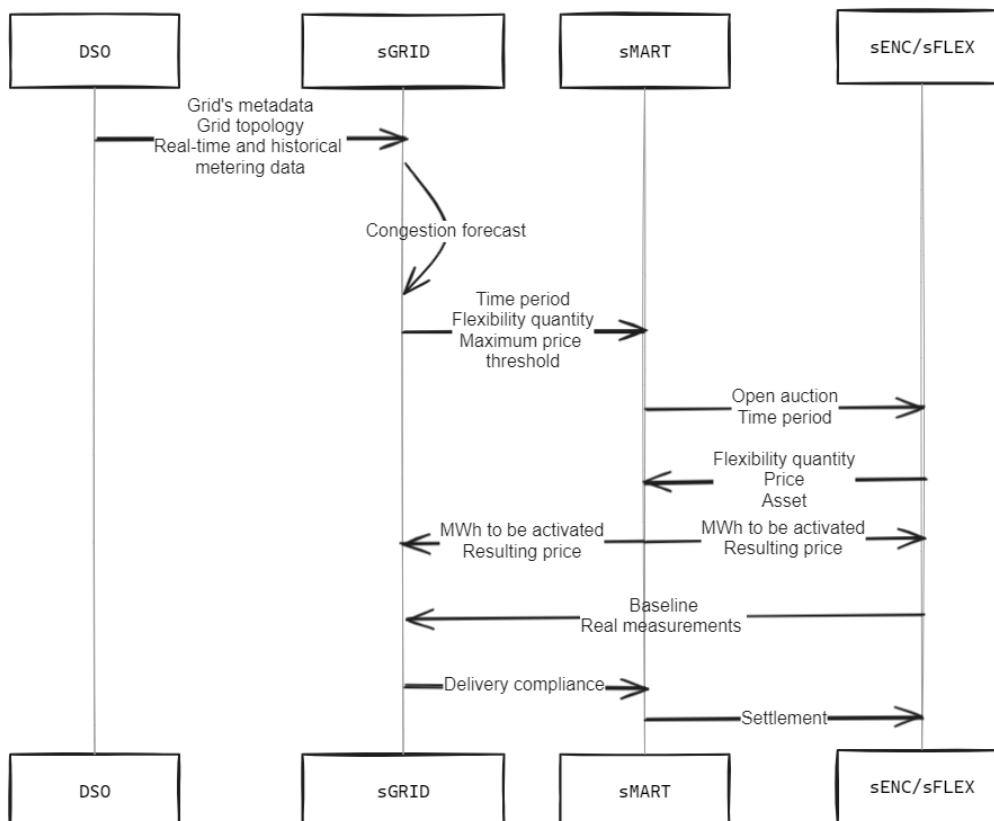 DSO
sGRID
sMART
sENC/sFLEX
Grid's metadata
Grid topology
Real-time and historical
metering data
Congestion forecast
Time period
Flexibility quantity
Maximum price
threshold
Open auction
Time period
Flexibility quantity
Price
Asset
MWh to be activated
Resulting price
MWh to be activated
Resulting price
Baseline
Real measurements
Delivery compliance
Settlement
DSO
sGRID
sMART
sENC/sFLEX